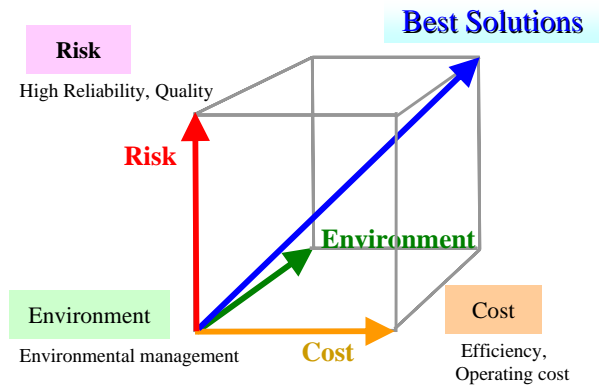 Best Solutions
Risk
High Reliability, Quality
Risk
Environment
Environment
Environmental management
Cost
Cost
Efficiency,
Operating cost